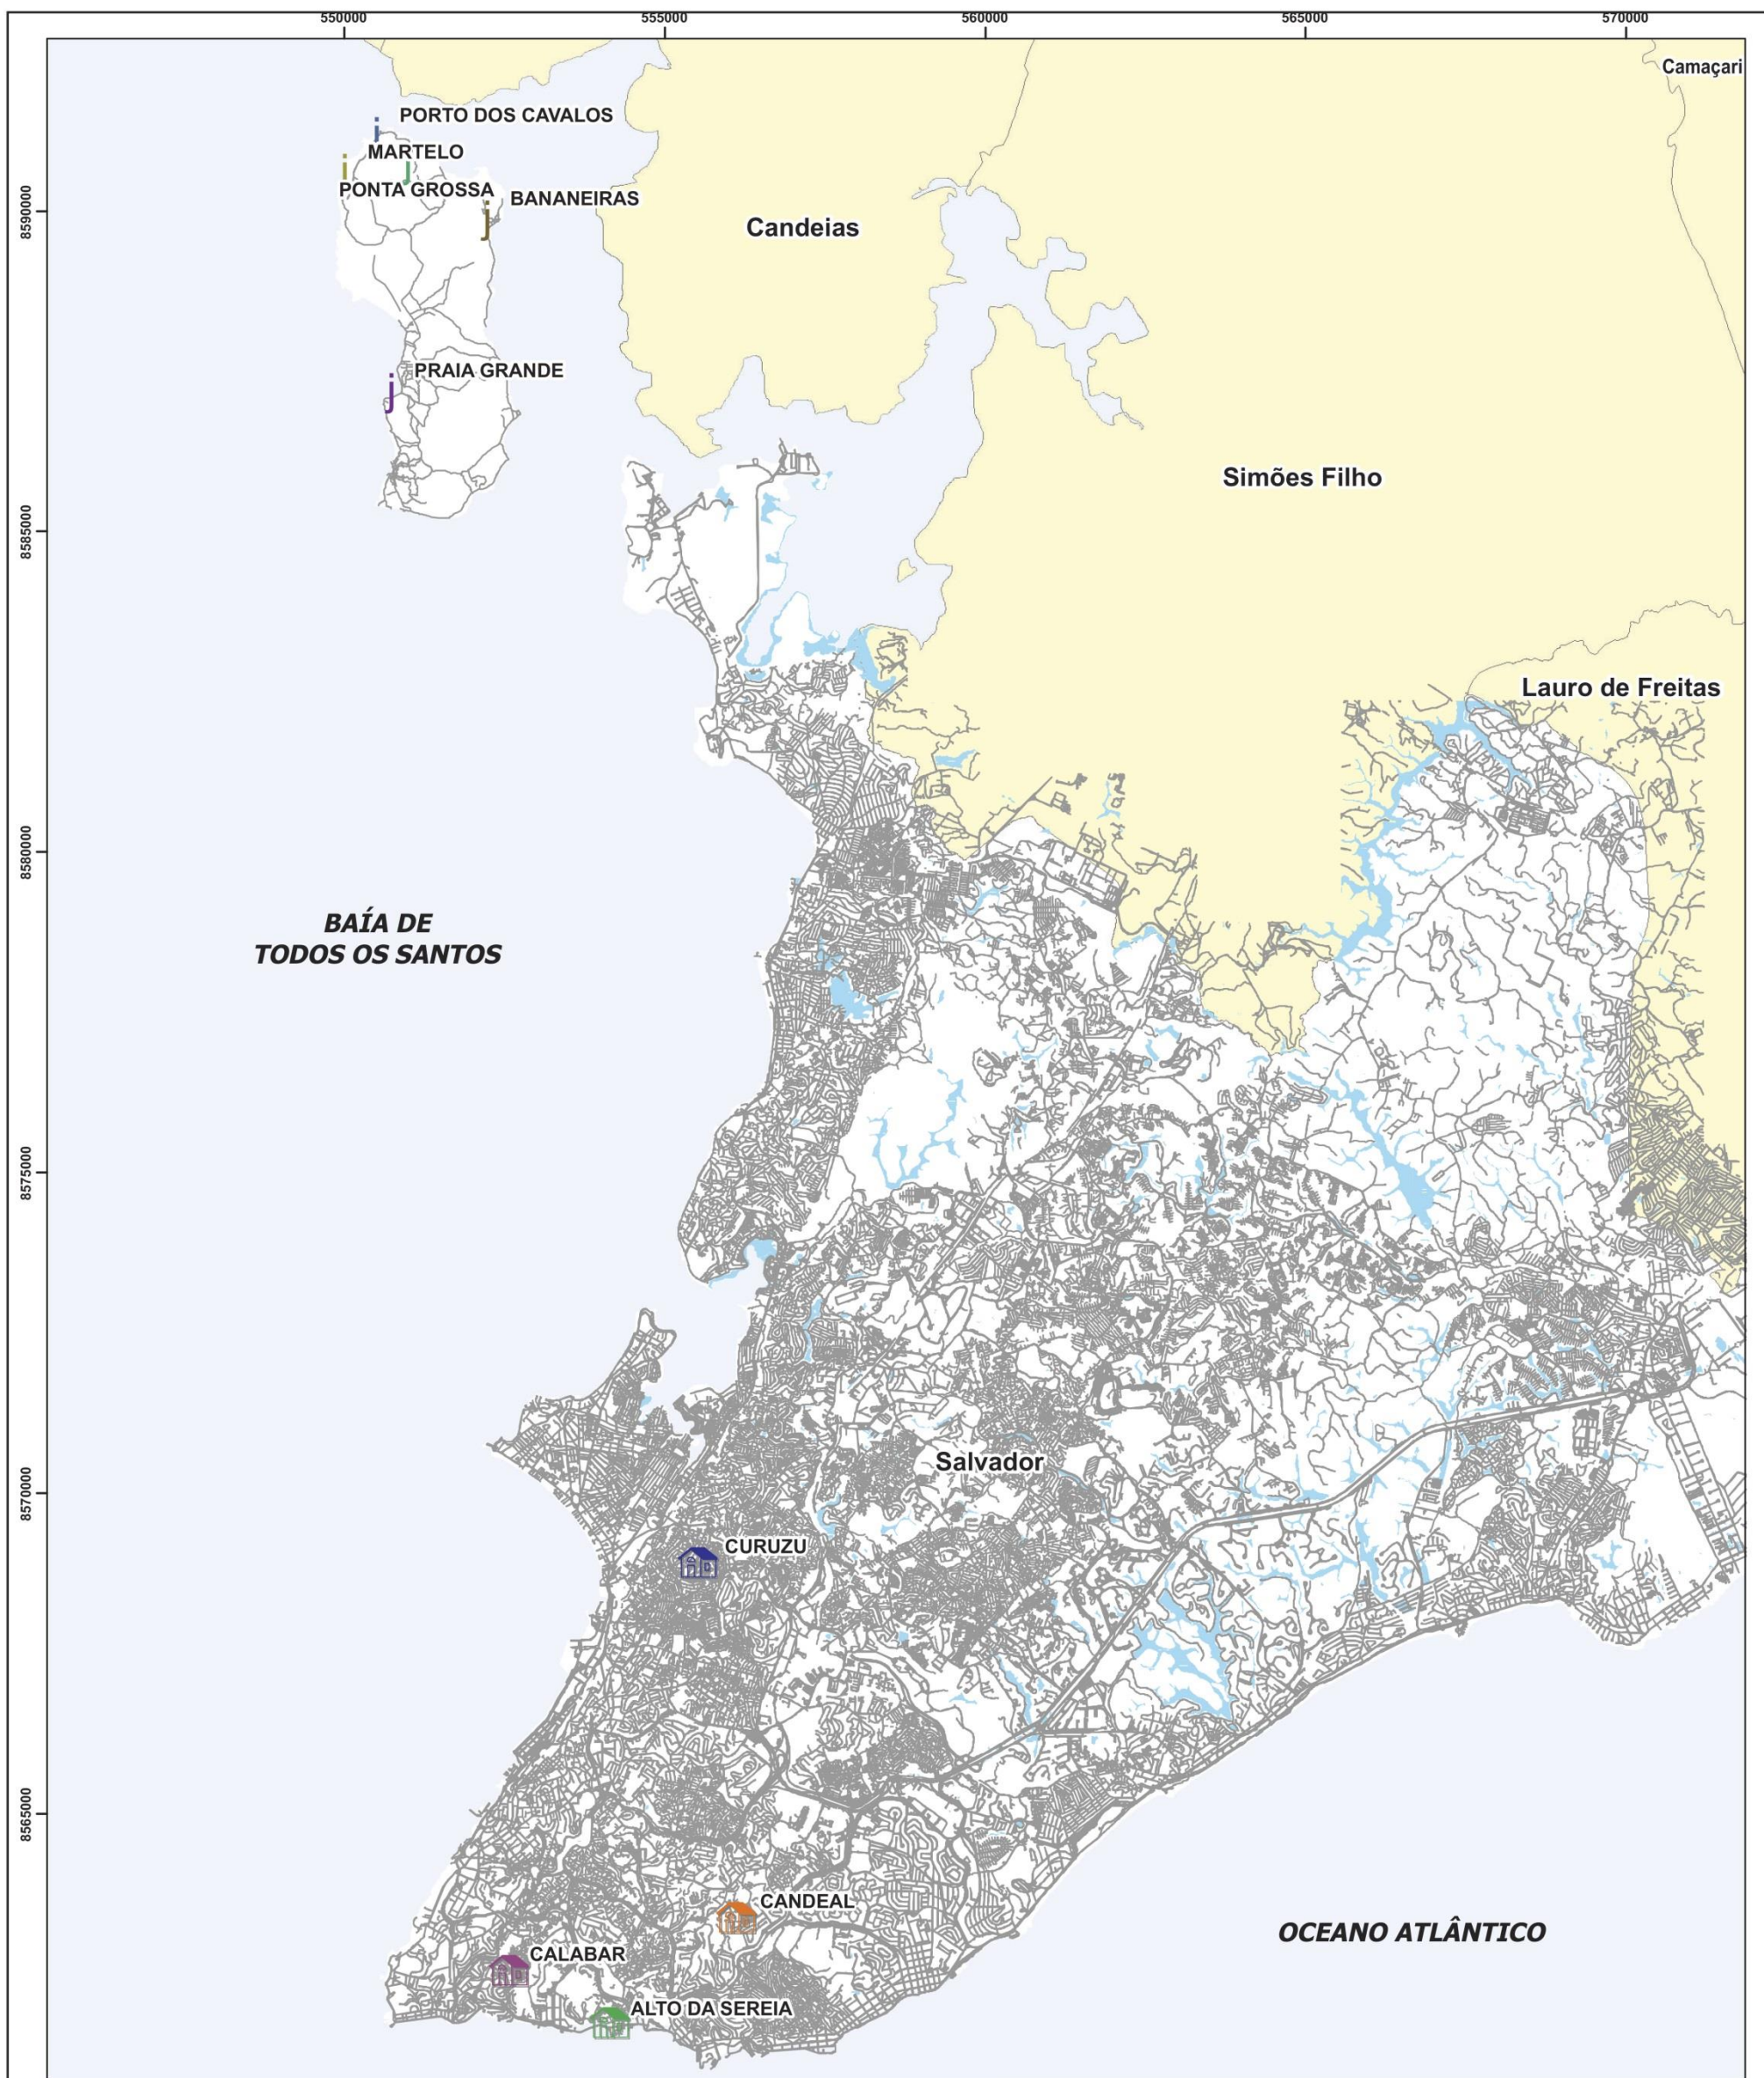 550000 555000 560000 565000 570000
Camaçari
PORTO DOS CAVALOS
j
MARTELO
j
j
PONTA GROSSA
BANANEIRAS
j
8590000
Candeias
PRAIA GRANDE
j
Simões Filho
8585000
Lauro de Freitas
8580000
BAÍA DE
TODOS OS SANTOS
8575000
Salvador
8570000
CURUZU
8565000
CANDEAL
OCEANO ATLÂNTICO
CALABAR
ALTO DA SEREIA